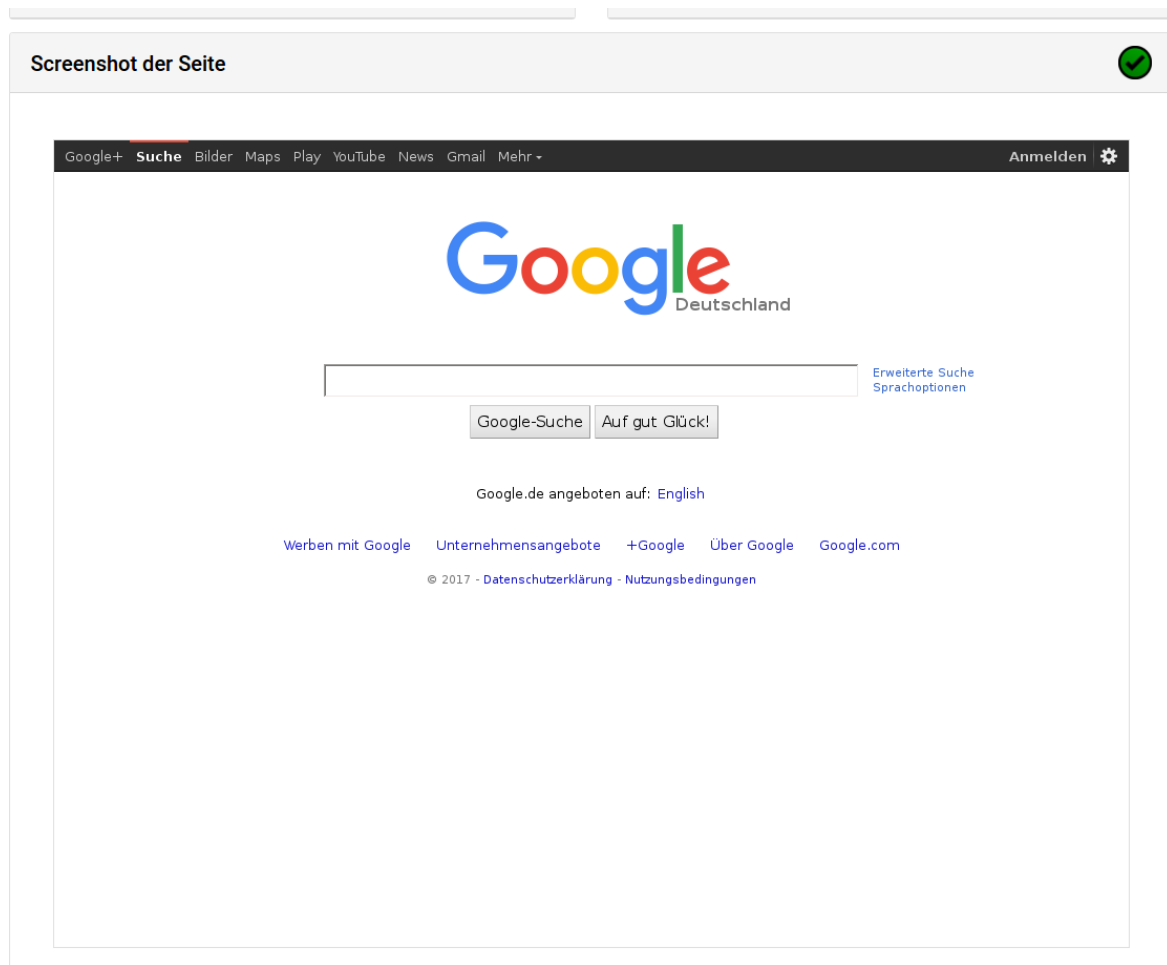 Screenshot der Seite
Google+ Suche Bilder Maps Play YouTube News Gmail Mehr Anmelden
Google
Deutschland
Erweiterte Suche
Sprachoptionen
Google-Suche Auf gut Glück!
Google.de angeboten auf: English
Werben mit Google Unternehmensangebote +Google Über Google Google.com
© 2017 - Datenschutzerklärung - Nutzungsbedingungen